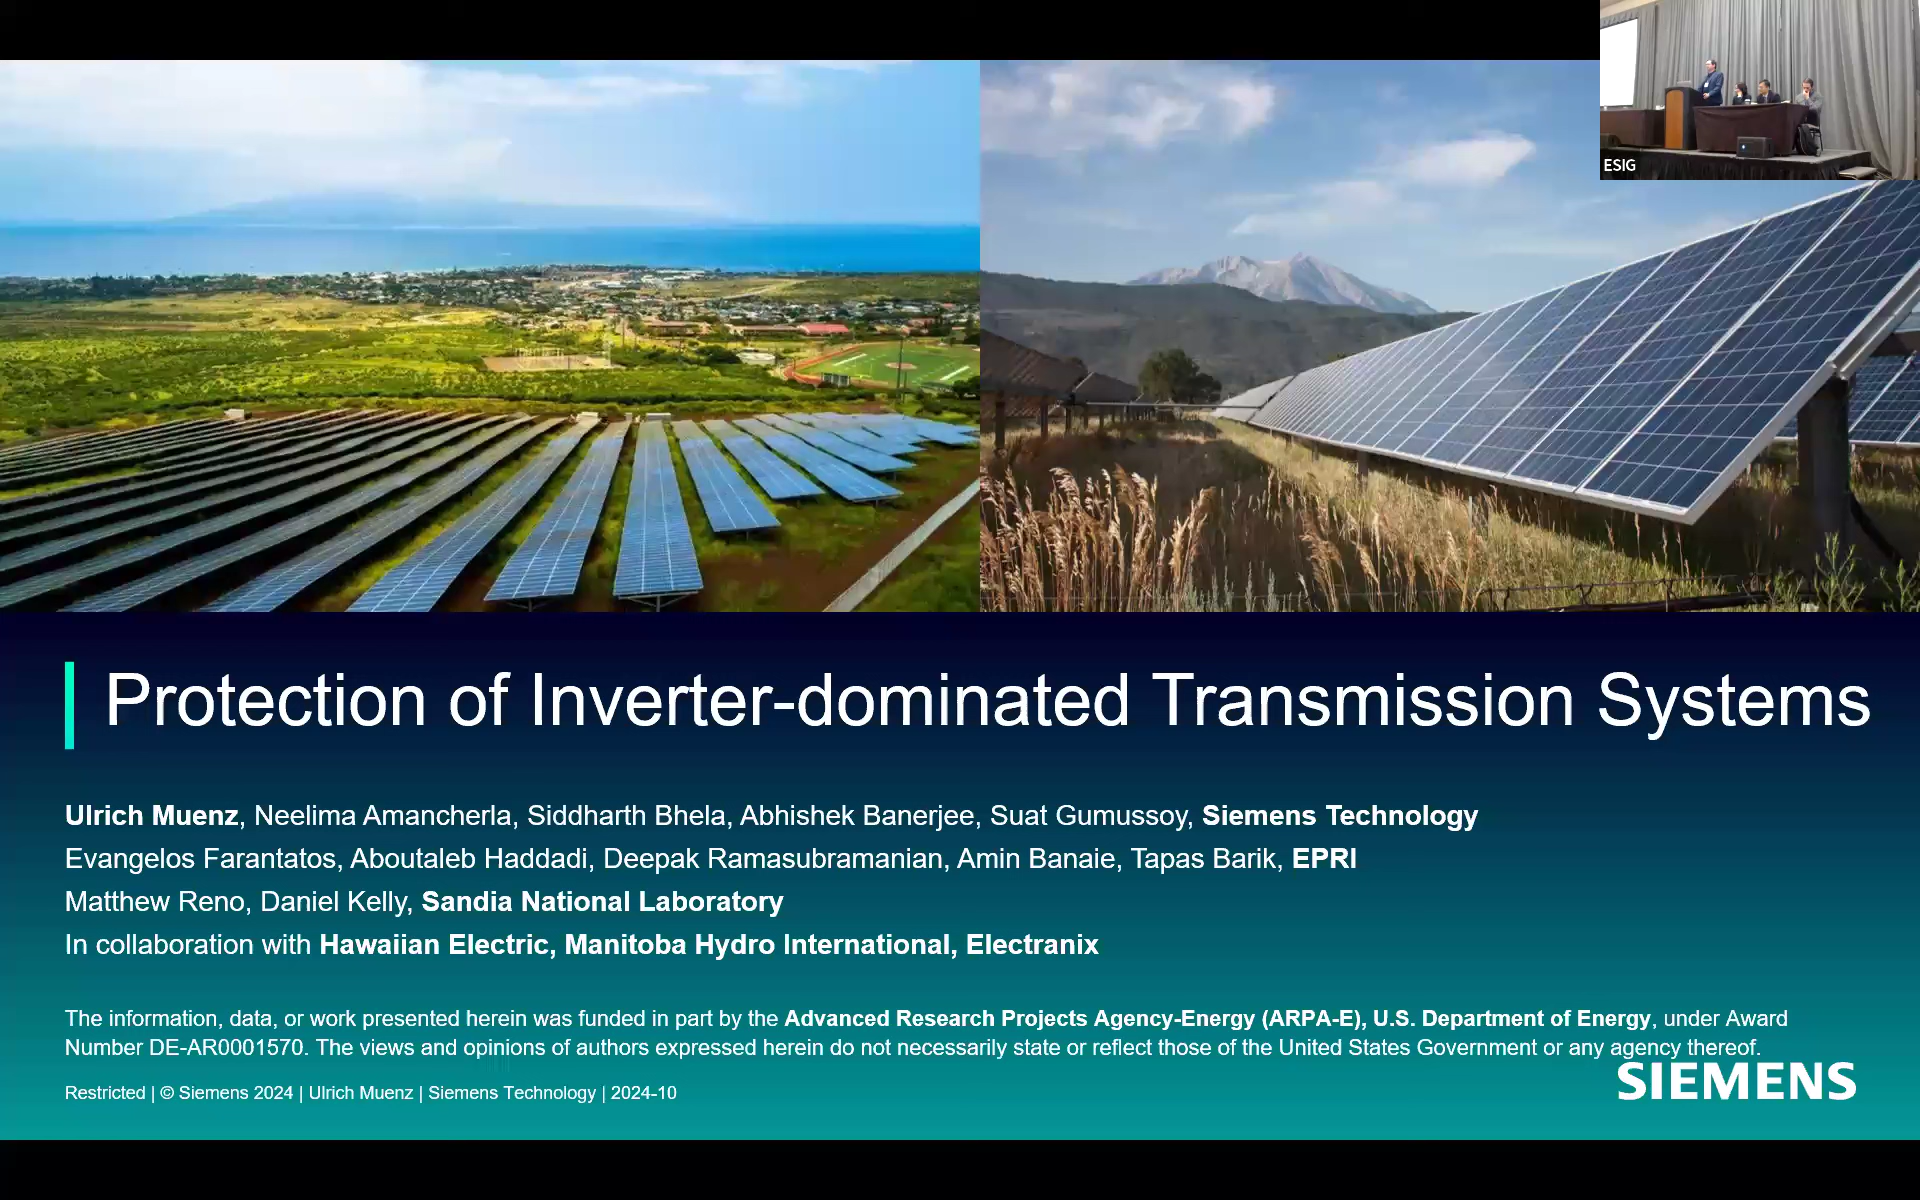 ESIG
Protection of Inverter-dominated Transmission Systems
Ulrich Muenz, Neelima Amancherla, Siddharth Bhela, Abhishek Banerjee, Suat Gumussoy, Siemens Technology
Evangelos Farantatos, Aboutaleb Haddadi, Deepak Ramasubramanian, Amin Banaie, Tapas Barik, EPRI
Matthew Reno, Daniel Kelly, Sandia National Laboratory
In collaboration with Hawaiian Electric, Manitoba Hydro International, Electranix
The information, data, or work presented herein was funded in part by the Advanced Research Projects Agency-Energy (ARPA-E), U.S. Department of Energy, under Award
Number DE-AR0001570. The views and opinions of authors expressed herein do not necessarily state or reflect those of the United States Government or any agency thereof.
SIEMENS
Restricted | © Siemens 2024 | Ulrich Muenz | Siemens Technology | 2024-10